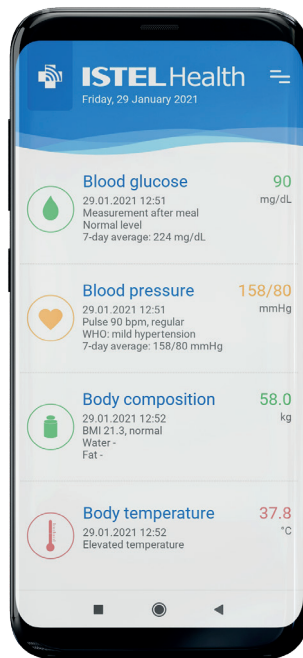 ISTEL Health
Friday, 29 January 2021
Blood glucose 90
29.01.2021 12:51 mg/dL
Measurement after meal
Normal level
7-day average: 224 mg/dL
Blood pressure 158/80
29.01.2021 12:51 mmHg
Pulse 90 bpm, regular
WHO: mild hypertension
7-day average: 158/80 mmHg
Body composition 58.0
29.01.2021 12:52 kg
BMI 21.3, normal
Water -
Fat -
Body temperature 37.8
29.01.2021 12:52 °C
Elevated temperature